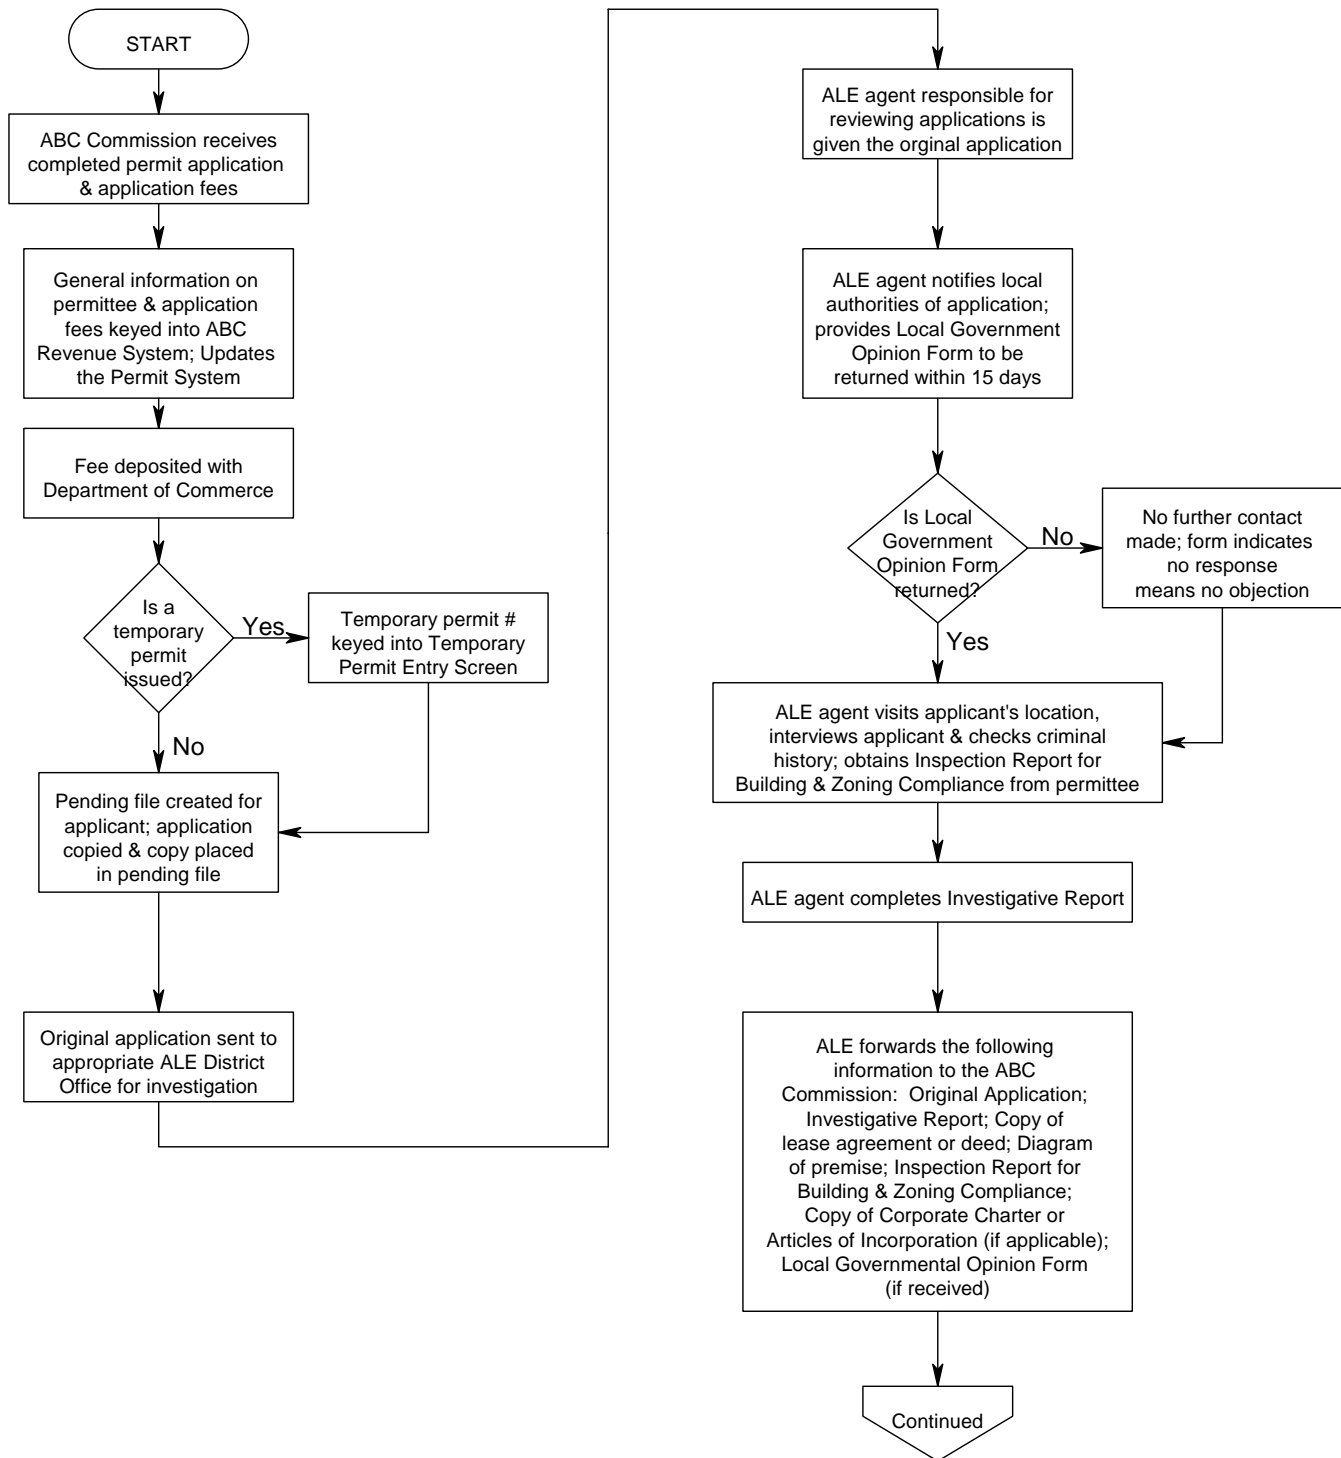 START
ABC Commission receives
completed permit application
& application fees
General information on
permittee & application
fees keyed into ABC
Revenue System; Updates
the Permit System
Fee deposited with
Department of Commerce
Is a
temporary
permit
issued?
Yes
Temporary permit #
keyed into Temporary
Permit Entry Screen
No
Pending file created for
applicant; application
copied & copy placed
in pending file
Original application sent to
appropriate ALE District
Office for investigation
ALE agent responsible for
reviewing applications is
given the orginal application
ALE agent notifies local
authorities of application;
provides Local Government
Opinion Form to be
returned within 15 days
Is Local
Government
Opinion Form
returned?
No
No further contact
made; form indicates
no response
means no objection
Yes
ALE agent visits applicant's location,
interviews applicant & checks criminal
history; obtains Inspection Report for
Building & Zoning Compliance from permittee
ALE agent completes Investigative Report
ALE forwards the following
information to the ABC
Commission:  Original Application;
Investigative Report; Copy of
lease agreement or deed; Diagram
of premise; Inspection Report for
Building & Zoning Compliance;
Copy of Corporate Charter or
Articles of Incorporation (if applicable);
Local Governmental Opinion Form
(if received)
Continued